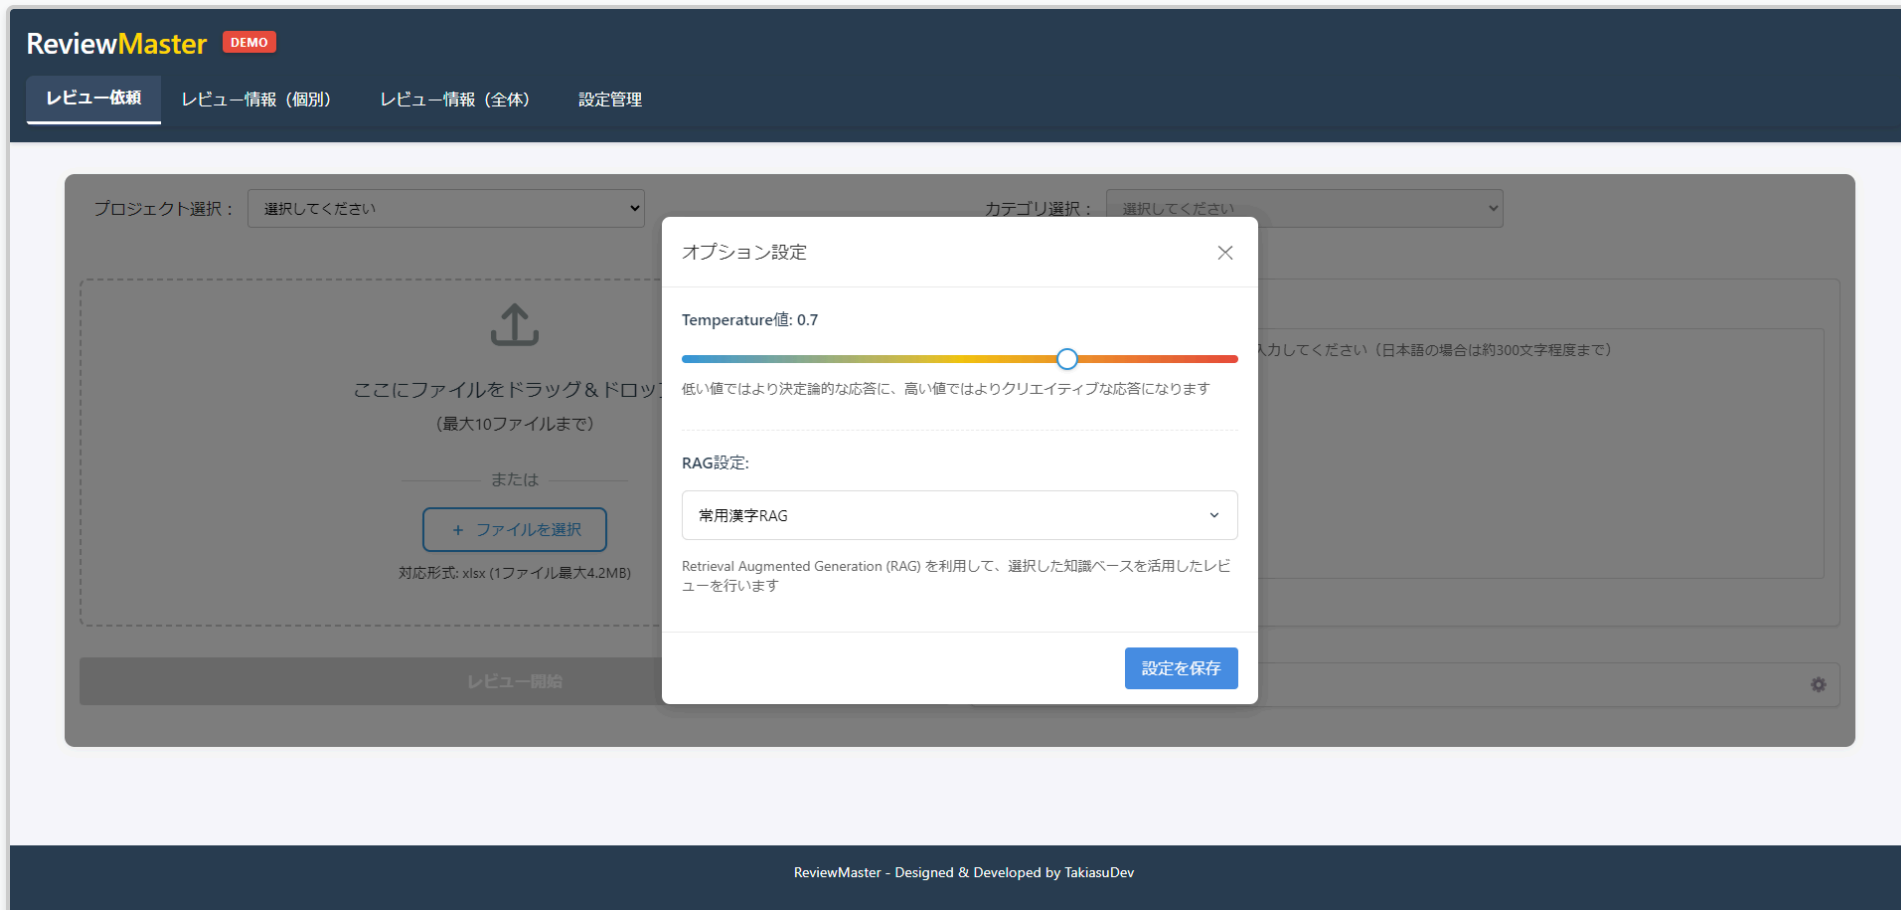 ReviewMaster DEMO
レビュー依頼 レビュー情報（個別） レビュー情報（全体） 設定管理
プロジェクト選択： 選択してください カテゴリ選択： 選択してください
オプション設定
Temperature値: 0.7
低い値ではより決定論的な応答に、高い値ではよりクリエイティブな応答になります
RAG設定:
常用漢字RAG
Retrieval Augmented Generation (RAG) を利用して、選択した知識ベースを活用したレビ
ューを行います
設定を保存
ここにファイルをドラッグ＆ドロッ
（最大10ファイルまで）
または
+ ファイルを選択
対応形式: xlsx (1ファイル最大4.2MB)
入力してください（日本語の場合は約300文字程度まで）
レビュー開始
ReviewMaster - Designed & Developed by TakiasuDev